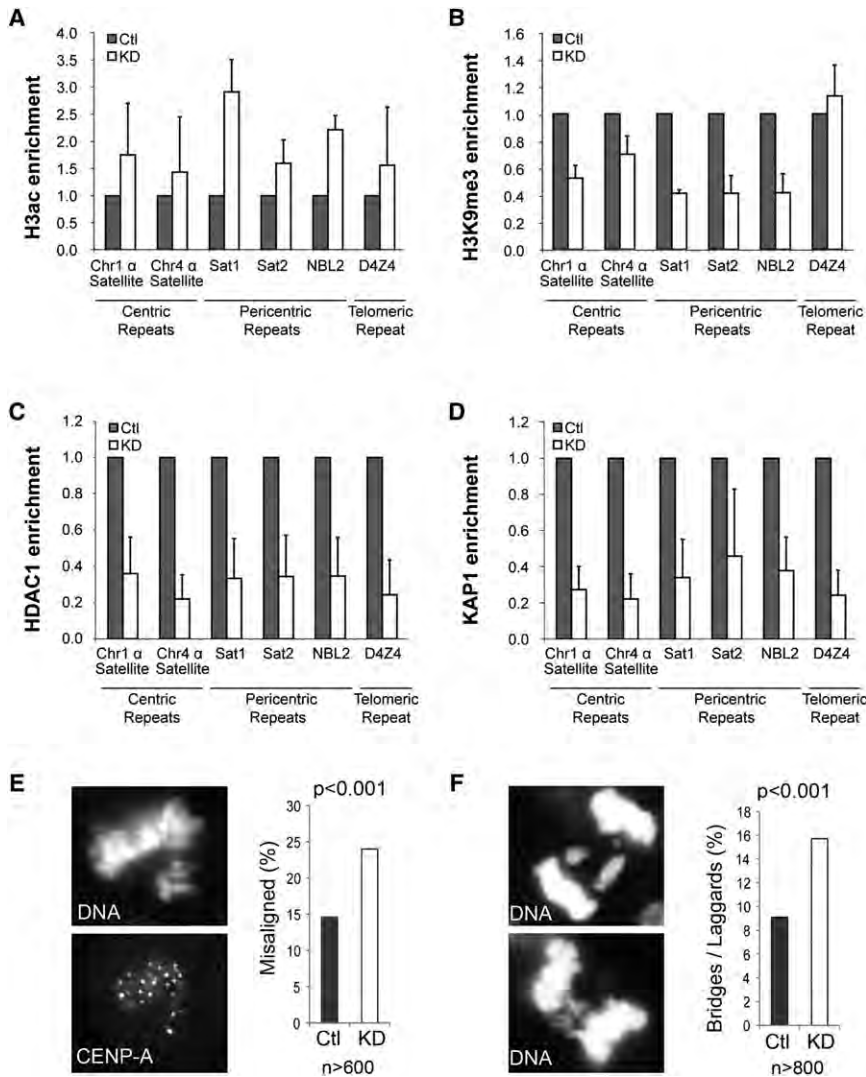 A
H3ac enrichment
4.0
3.5
3.0
2.5
2.0
1.5
1.0
0.5
0.0
Ctl
KD
Chr1 α Chr4 α Sat1 Sat2 NBL2 D4Z4
Satellite Satellite
Centric Pericentric Telomeric
Repeats Repeats Repeat
B
H3K9me3 enrichment
1.6
1.4
1.2
1.0
0.8
0.6
0.4
0.2
0.0
Ctl
KD
Chr1 α Chr4 α Sat1 Sat2 NBL2 D4Z4
Satellite Satellite
Centric Pericentric Telomeric
Repeats Repeats Repeat
C
HDAC1 enrichment
1.2
1.0
0.8
0.6
0.4
0.2
0.0
Ctl
KD
Chr1 α Chr4 α Sat1 Sat2 NBL2 D4Z4
Satellite Satellite
Centric Pericentric Telomeric
Repeats Repeats Repeat
D
KAP1 enrichment
1.2
1.0
0.8
0.6
0.4
0.2
0.0
Ctl
KD
Chr1 α Chr4 α Sat1 Sat2 NBL2 D4Z4
Satellite Satellite
Centric Pericentric Telomeric
Repeats Repeats Repeat
E
DNA
CENP-A
p<0.001
Misaligned (%)
30
25
20
15
10
5
0
Ctl KD
n>600
F
DNA
DNA
p<0.001
Bridges / Laggards (%)
18
16
14
12
10
8
6
4
2
0
Ctl KD
n>800